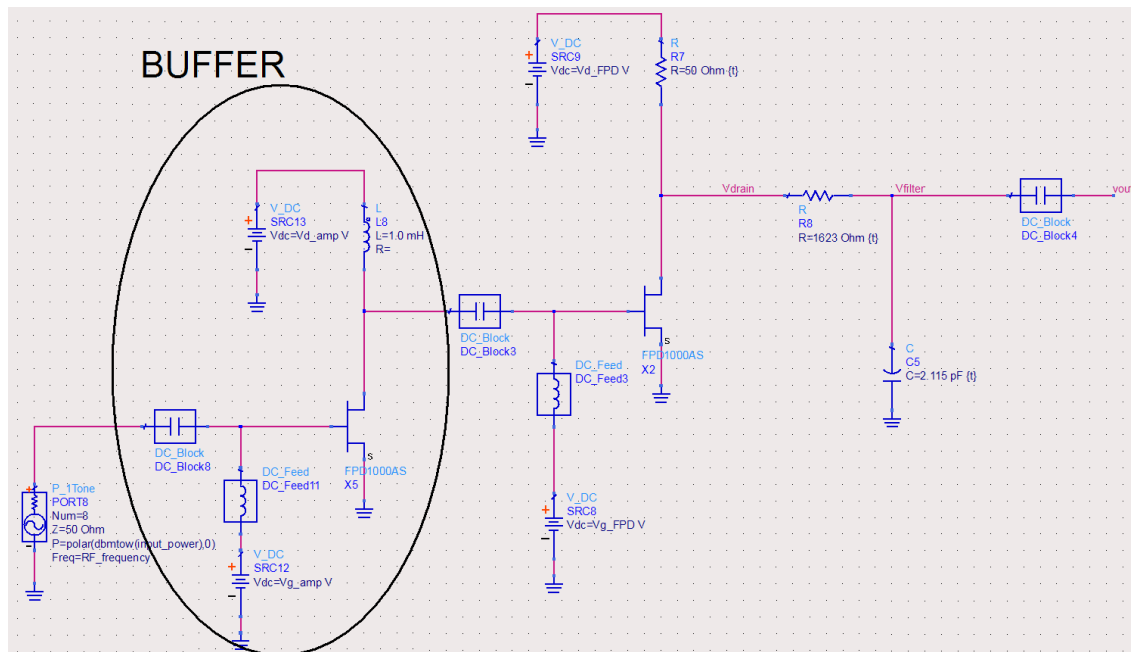 BUFFER
V_DC
SRC9
Vdc=Vd_FPD V
R
R7
R=50 Ohm {t}
V_DC
SRC13
Vdc=Vd_amp V
L
L8
L=1.0 mH
R=
Vdrain
R
R8
R=1623 Ohm {t}
Vfilter
DC_Block
DC_Block4
vout
DC_Block
DC_Block3
S
FPD1000AS
X2
C
C5
C=2.115 pF {t}
DC_Feed
DC_Feed3
DC_Block
DC_Block8
S
FPD1000AS
X5
DC_Feed
DC_Feed11
P_1Tone
PORT8
Num=8
Z=50 Ohm
P=polar(dbmtow(input_power),0)
Freq=RF_frequency
V_DC
SRC12
Vdc=Vg_amp V
V_DC
SRC8
Vdc=Vg_FPD V